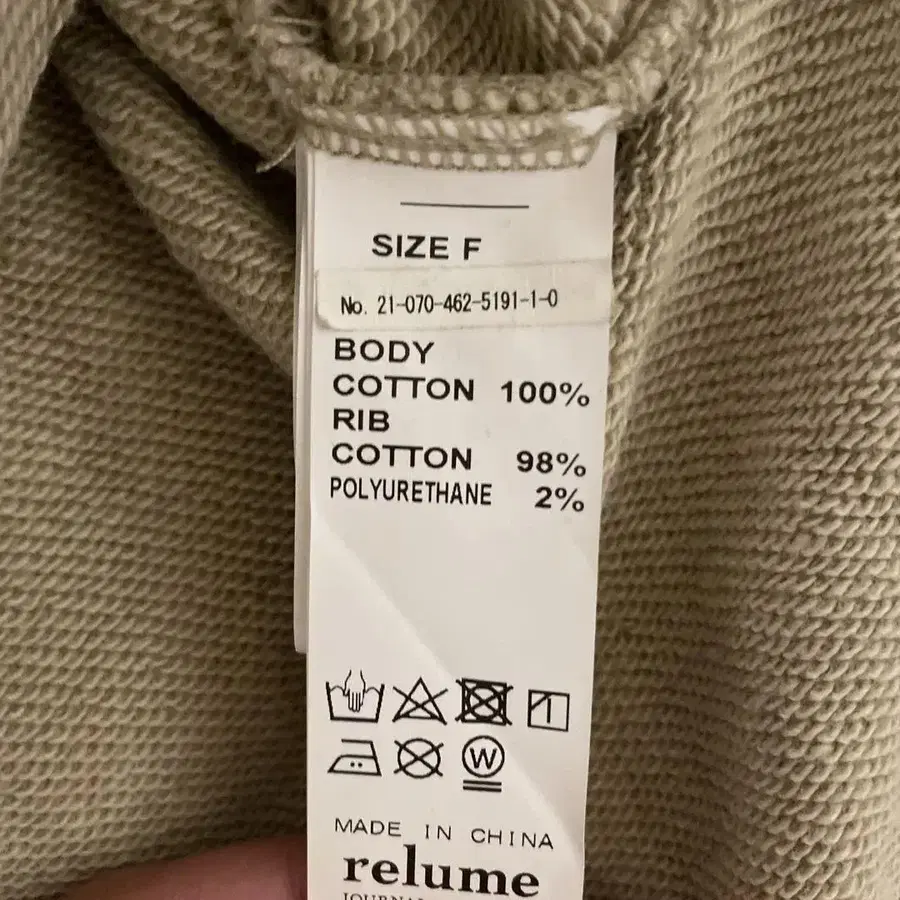 SIZE F
No. 21-070-462-5191-1-0
BODY
COTTON 100%
RIB
COTTON 98%
POLYURETHANE 2%
W
MADE IN CHINA
relume